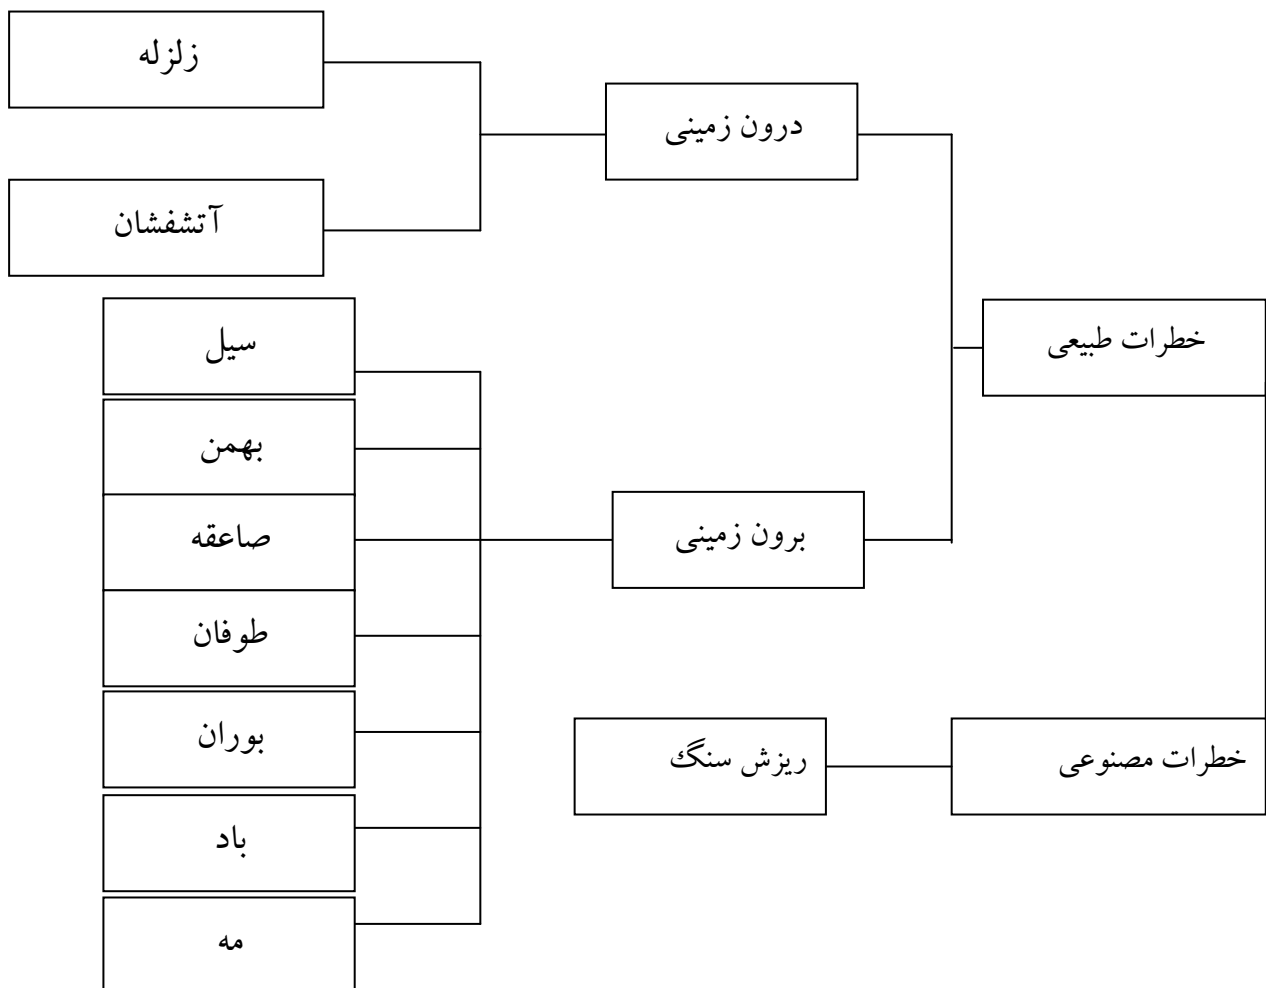 زلزله
درون زمینی
آتشفشان
خطرات طبیعی
سیل
بهمن
صاعقه
برون زمینی
طوفان
بوران
خطرات مصنوعی
ریزش سنگ
باد
مه